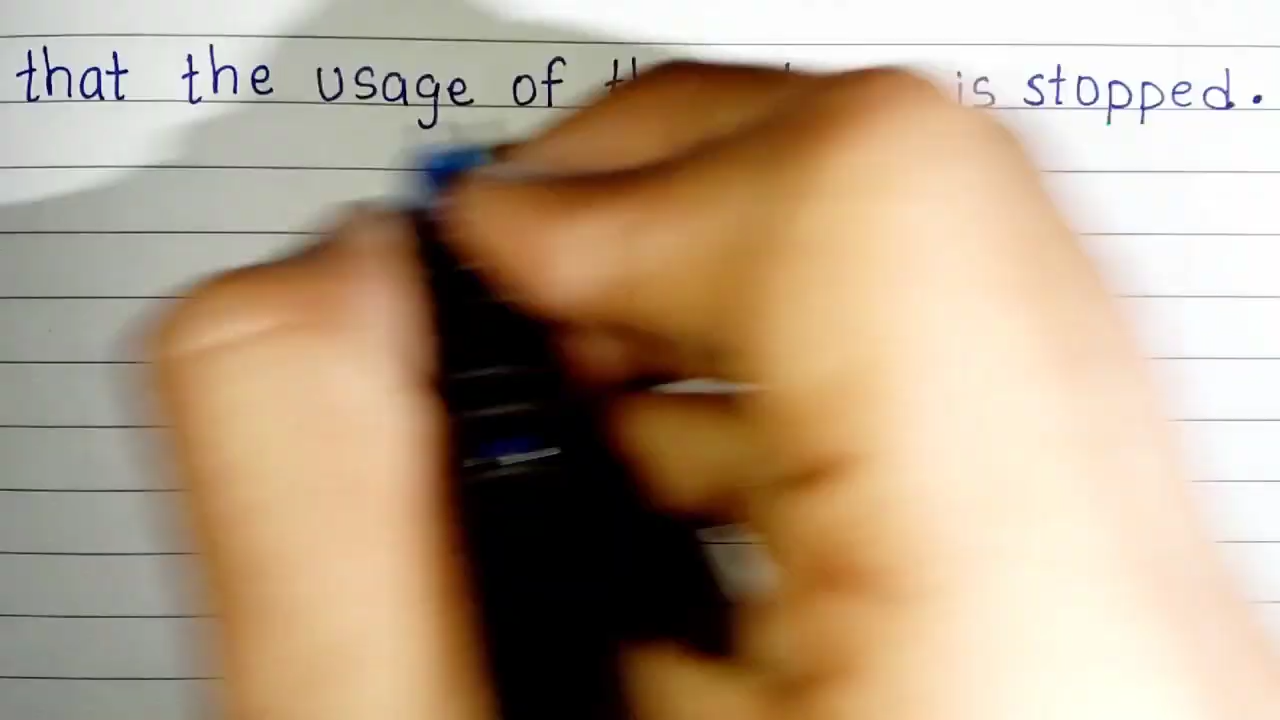 that the usage of is stopped.